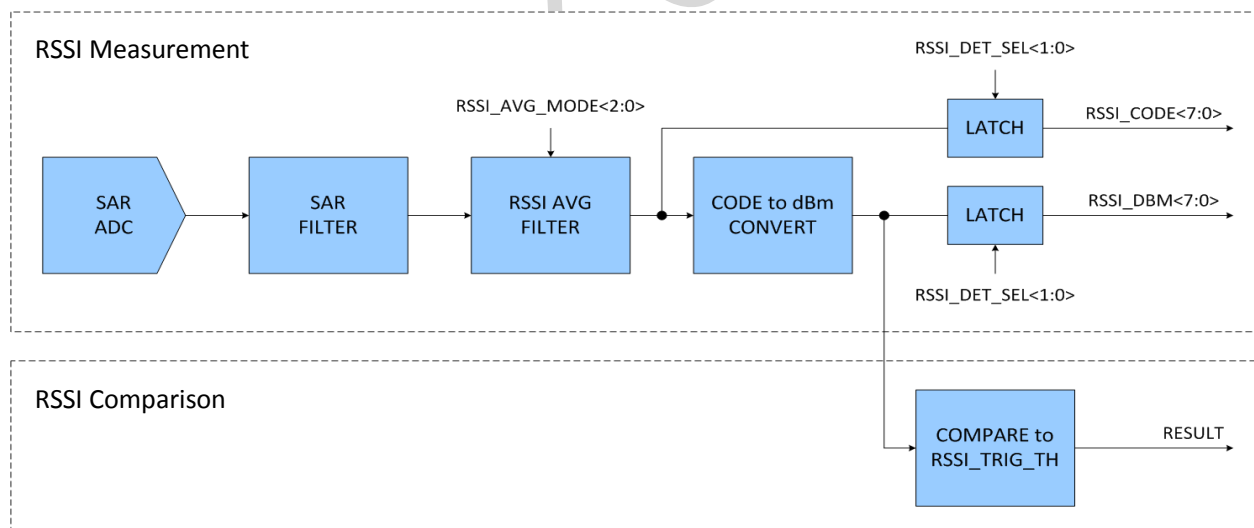 RSSI Measurement
RSSI_DET_SEL<1:0>
RSSI_AVG_MODE<2:0>
LATCH
RSSI_CODE<7:0>
SAR
ADC
SAR
FILTER
RSSI AVG
FILTER
CODE to dBm
CONVERT
LATCH
RSSI_DBM<7:0>
RSSI_DET_SEL<1:0>
RSSI Comparison
COMPARE to
RSSI_TRIG_TH
RESULT